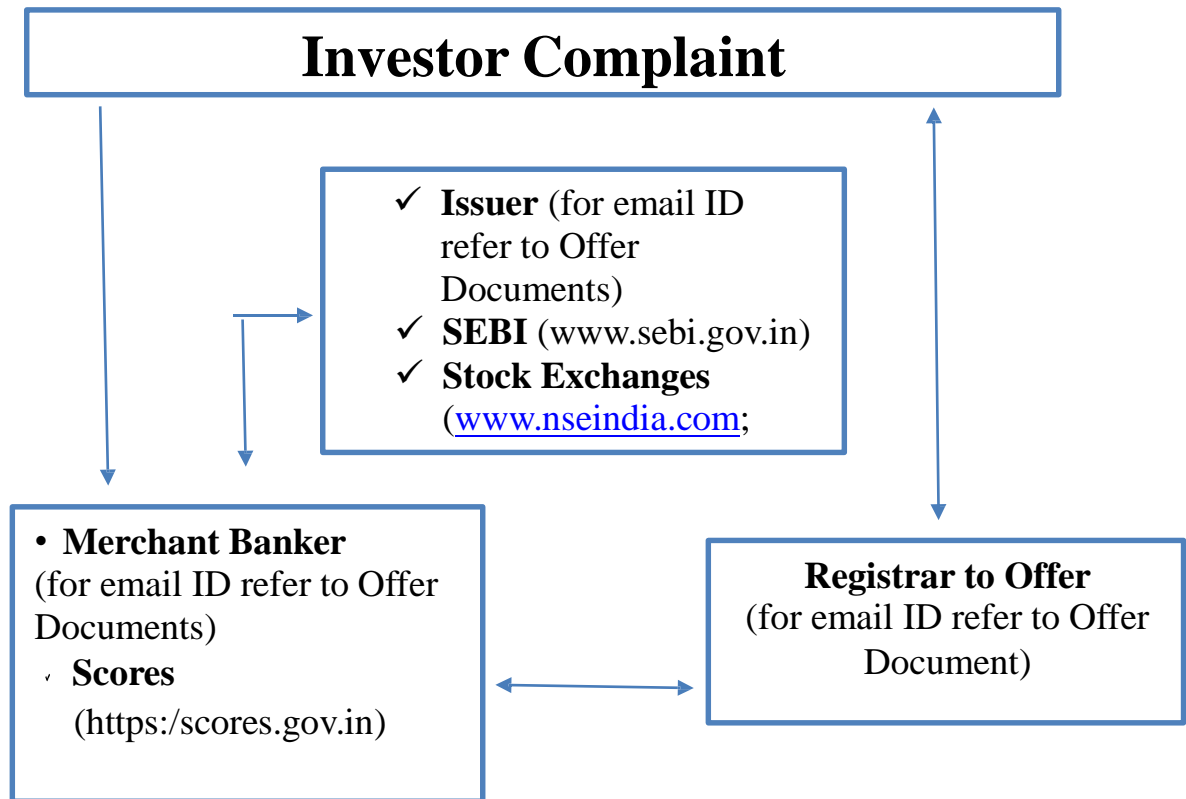 Investor Complaint
✓ Issuer (for email ID
refer to Offer
Documents)
✓ SEBI (www.sebi.gov.in)
✓ Stock Exchanges
(www.nseindia.com;
• Merchant Banker
(for email ID refer to Offer
Documents)
✓ Scores
(https:/scores.gov.in)
Registrar to Offer
(for email ID refer to Offer
Document)